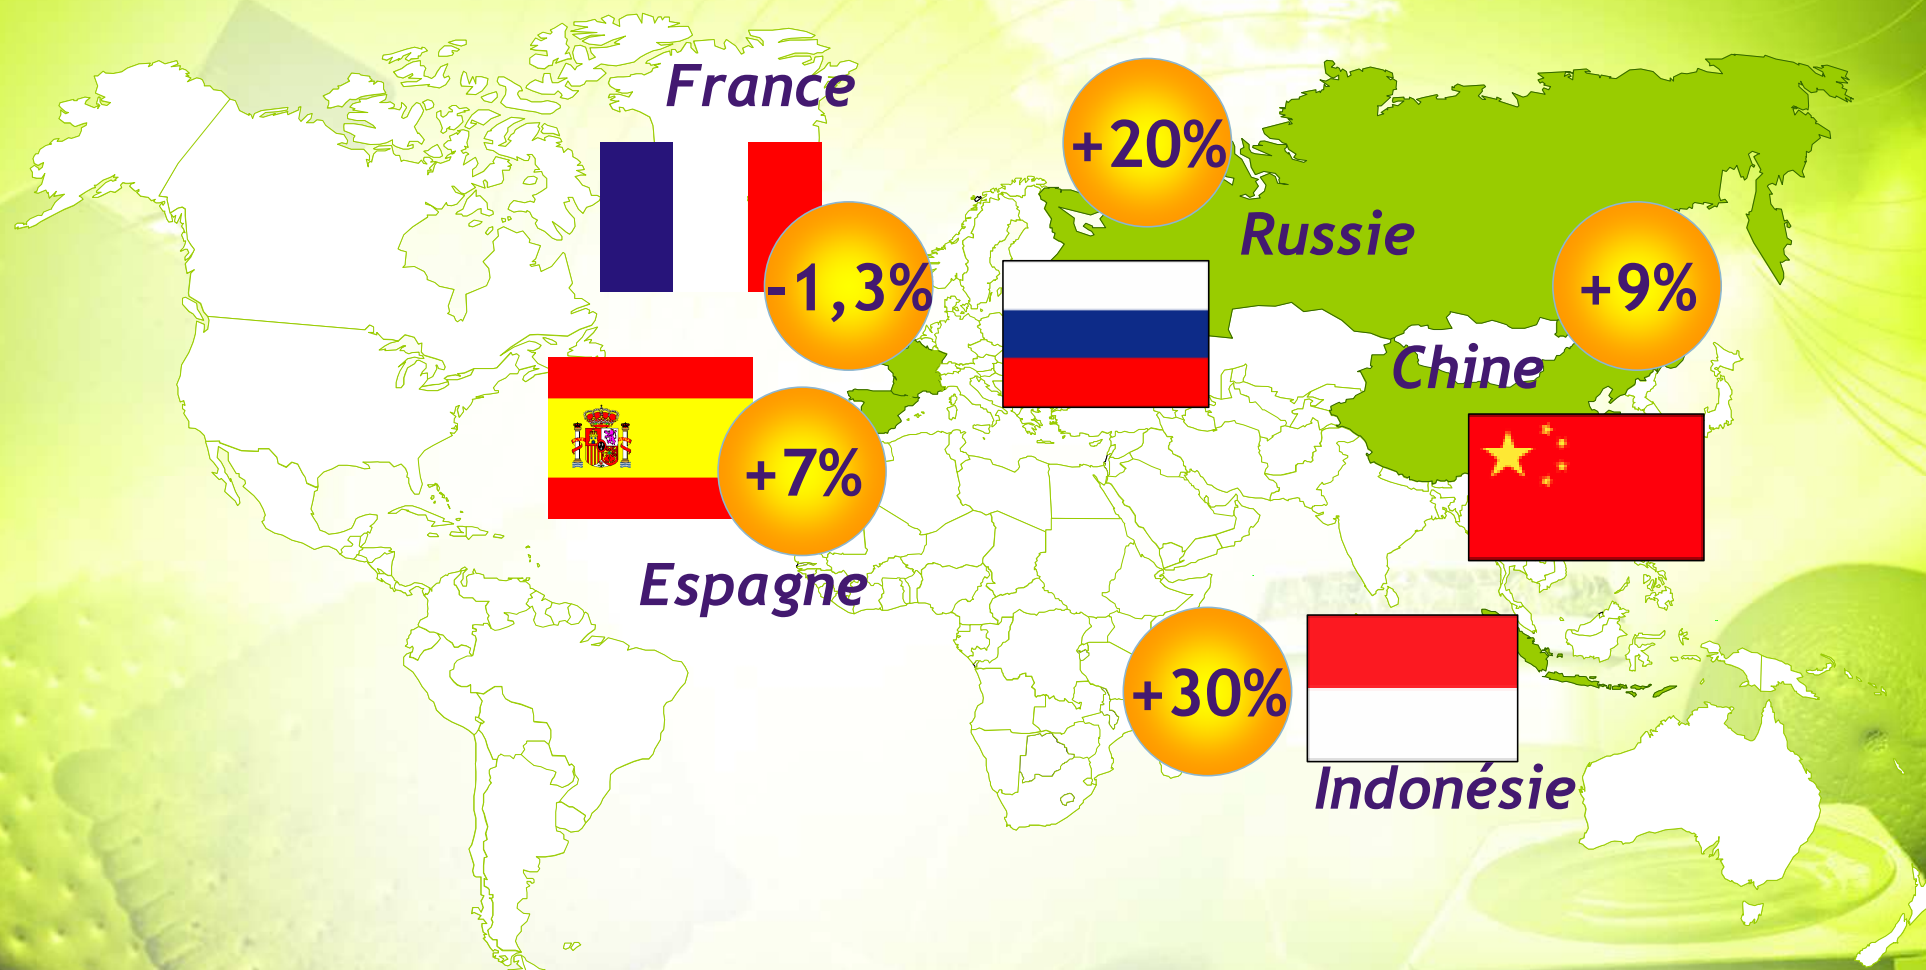 France
+20%
Russie
-1,3%
+9%
Chine
+7%
Espagne
+30%
Indonésie